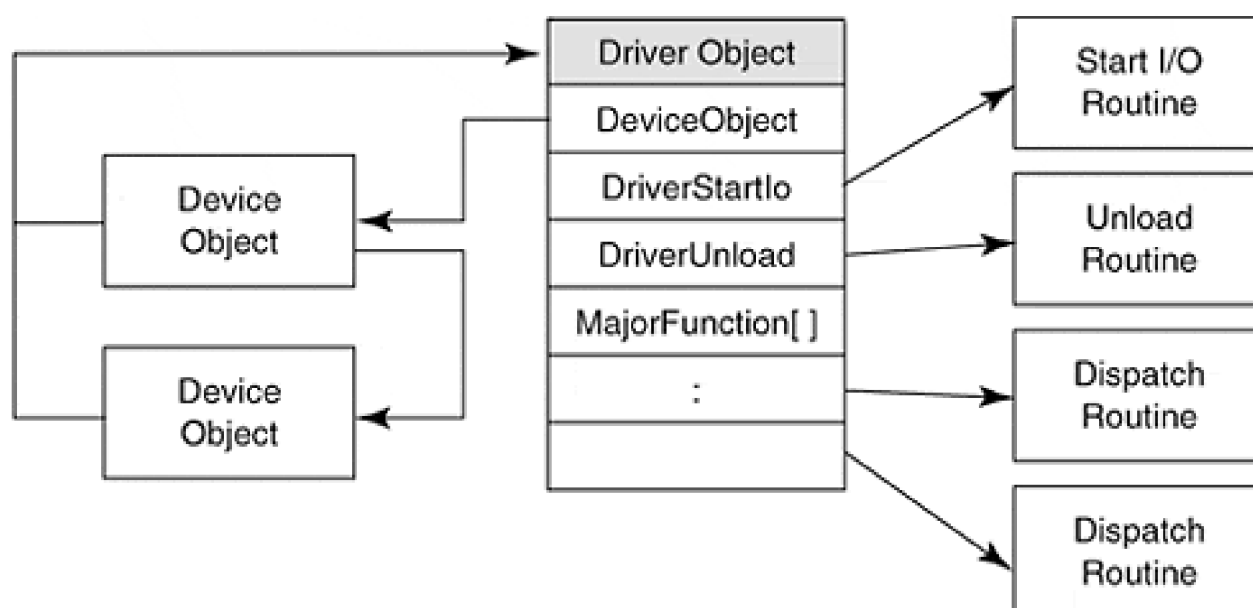 Driver Object
DeviceObject
DriverStartIo
DriverUnload
MajorFunction[ ]
:
Device
Object
Device
Object
Start I/O
Routine
Unload
Routine
Dispatch
Routine
Dispatch
Routine